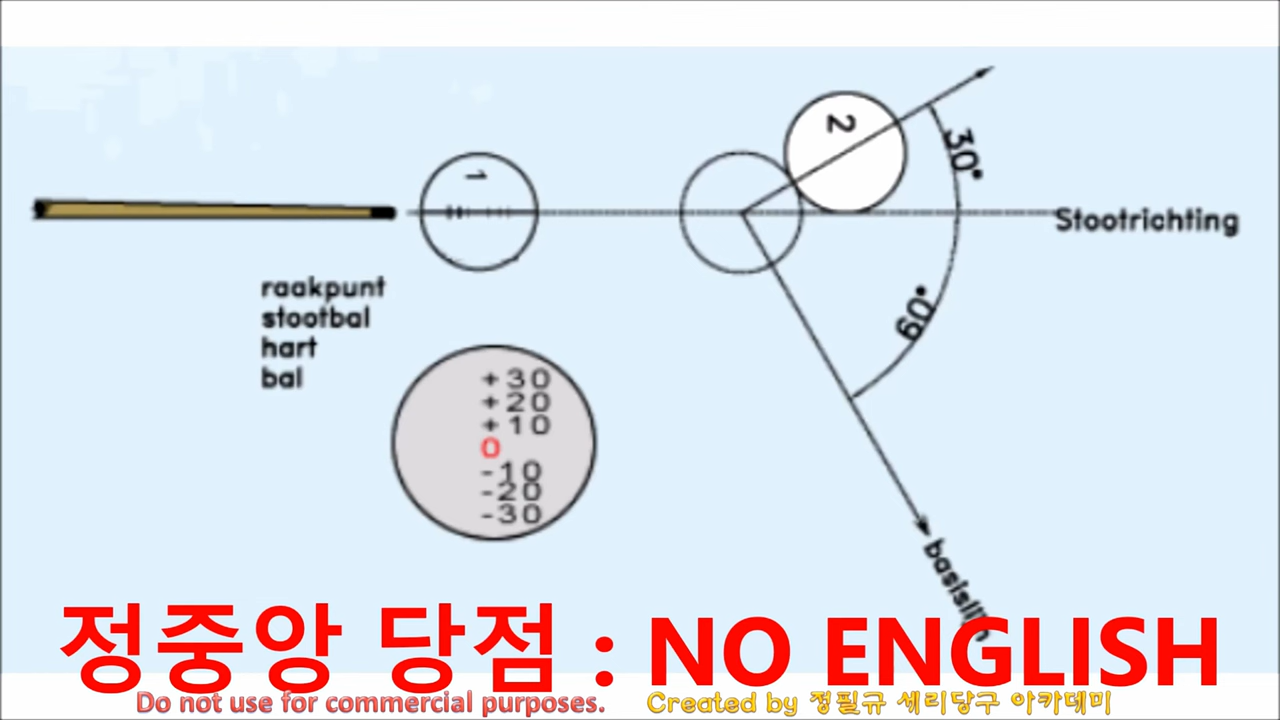 1
2
30°
Stootrichting
60°
raakpunt
stootbal
hart
bal
+30
+20
+10
0
-10
-20
-30
정중앙 당점 : NO ENGLISH
Do not use for commercial purposes. Created by 정필규 세리당구 아카데미